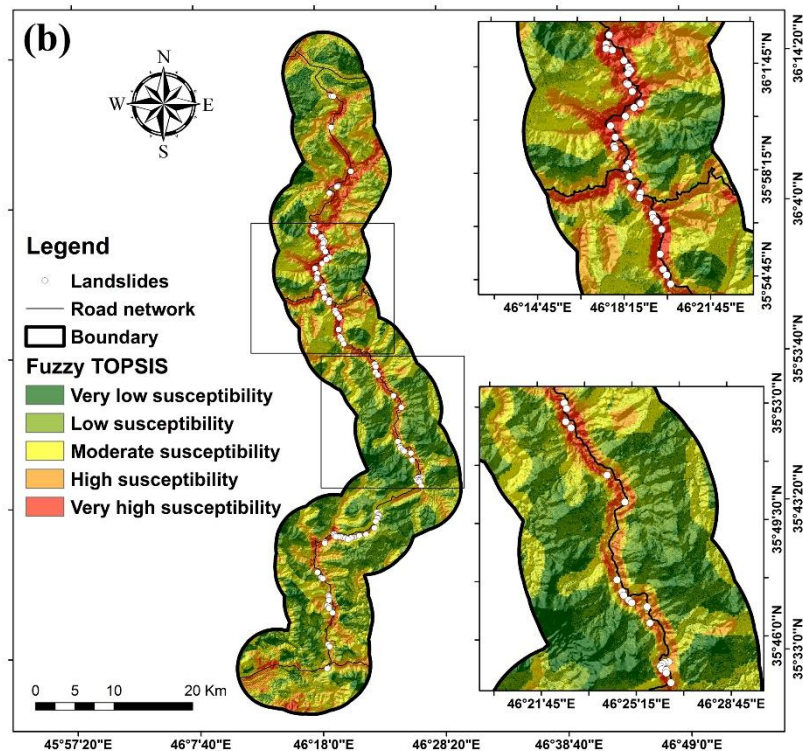 (b)
N
W E
S
Legend
Landslides
Road network
Boundary
Fuzzy TOPSIS
Very low susceptibility
Low susceptibility
Moderate susceptibility
High susceptibility
Very high susceptibility
0 5 10 20 Km
45°57'20"E 46°7'40"E 46°18'0"E 46°28'20"E 46°38'40"E 46°49'0"E
36°1'45"N
35°58'15"N
35°54'45"N
46°14'45"E 46°18'15"E 46°21'45"E
36°14'20"N
36°4'0"N
35°53'40"N
35°43'20"N
35°33'0"N
35°53'0"N
35°49'30"N
35°46'0"N
46°21'45"E 46°25'15"E 46°28'45"E